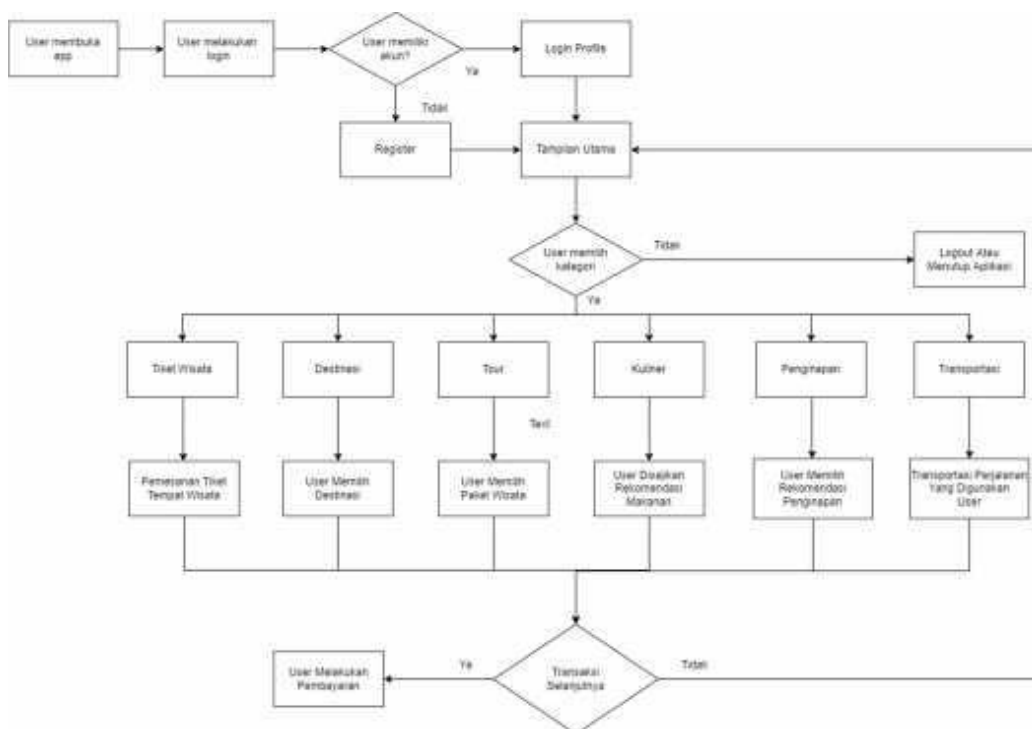 User membuka
app
User melakukan
login
User memiliki
akun?
Ya
Login Profile
Tidak
Register
Tampilan Utama
User memilih
kategori
Tidak
Logout Atau
Menutup Aplikasi
Ya
Tiket Wisata
Destinasi
Tour
Kuliner
Penginapan
Transportasi
Text
Pemesanan Tiket
Tempat Wisata
User Memilih
Destinasi
User Memilih
Paket Wisata
User Disajikan
Rekomendasi
Makanan
User Memilih
Rekomendasi
Penginapan
Transportasi Perjalanan
Yang Digunakan
User
Ya
Transaksi
Selanjutnya
Tidak
User Melakukan
Pembayaran